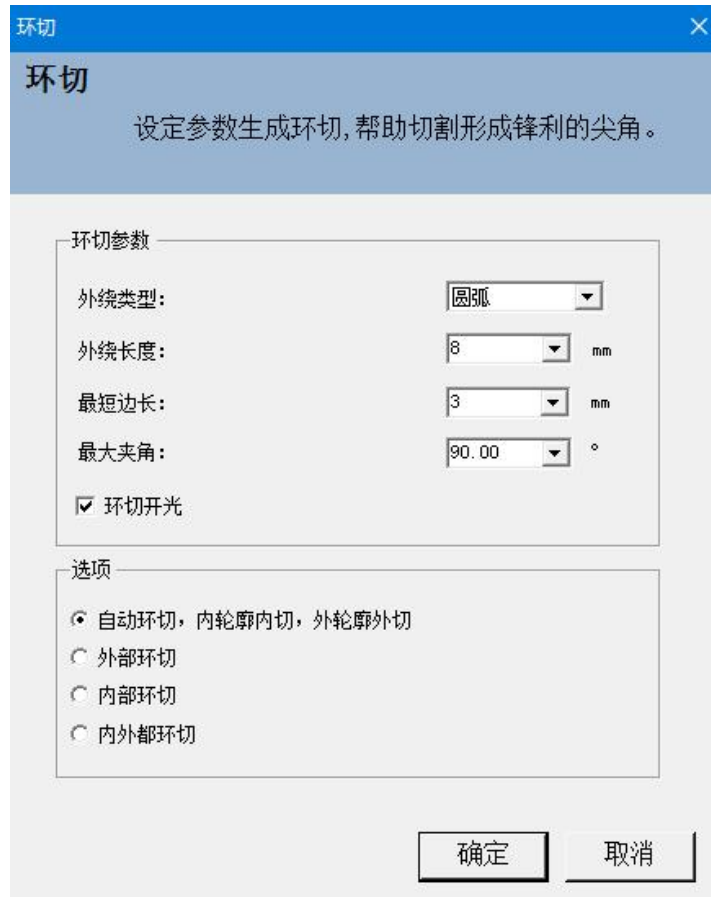 环切
环切
设定参数生成环切,帮助切割形成锋利的尖角。
环切参数
外绕类型: 圆弧
外绕长度: 8 mm
最短边长: 3 mm
最大夹角: 90.00 °
环切开光
选项
自动环切，内轮廓内切，外轮廓外切
外部环切
内部环切
内外都环切
确定 取消